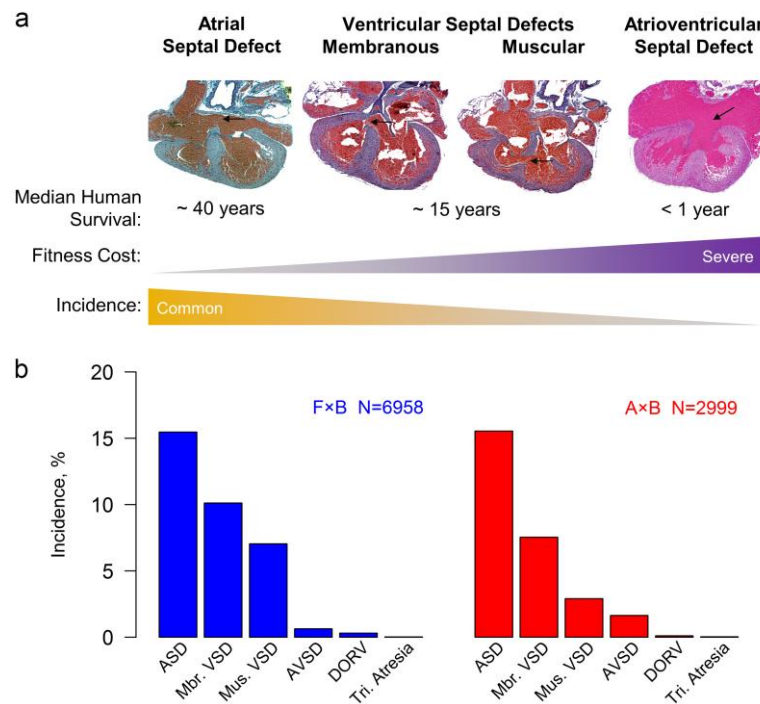 a
Atrial
Septal Defect
Ventricular Septal Defects
Membranous Muscular
Atrioventricular
Septal Defect
Median Human
Survival:
~ 40 years ~ 15 years < 1 year
Fitness Cost: Severe
Incidence: Common
b
Incidence, %
20
15
10
5
0
F×B N=6958
ASD Mbr. VSD Mus. VSD AVSD DORV Tri. Atresia
A×B N=2999
ASD Mbr. VSD Mus. VSD AVSD DORV Tri. Atresia